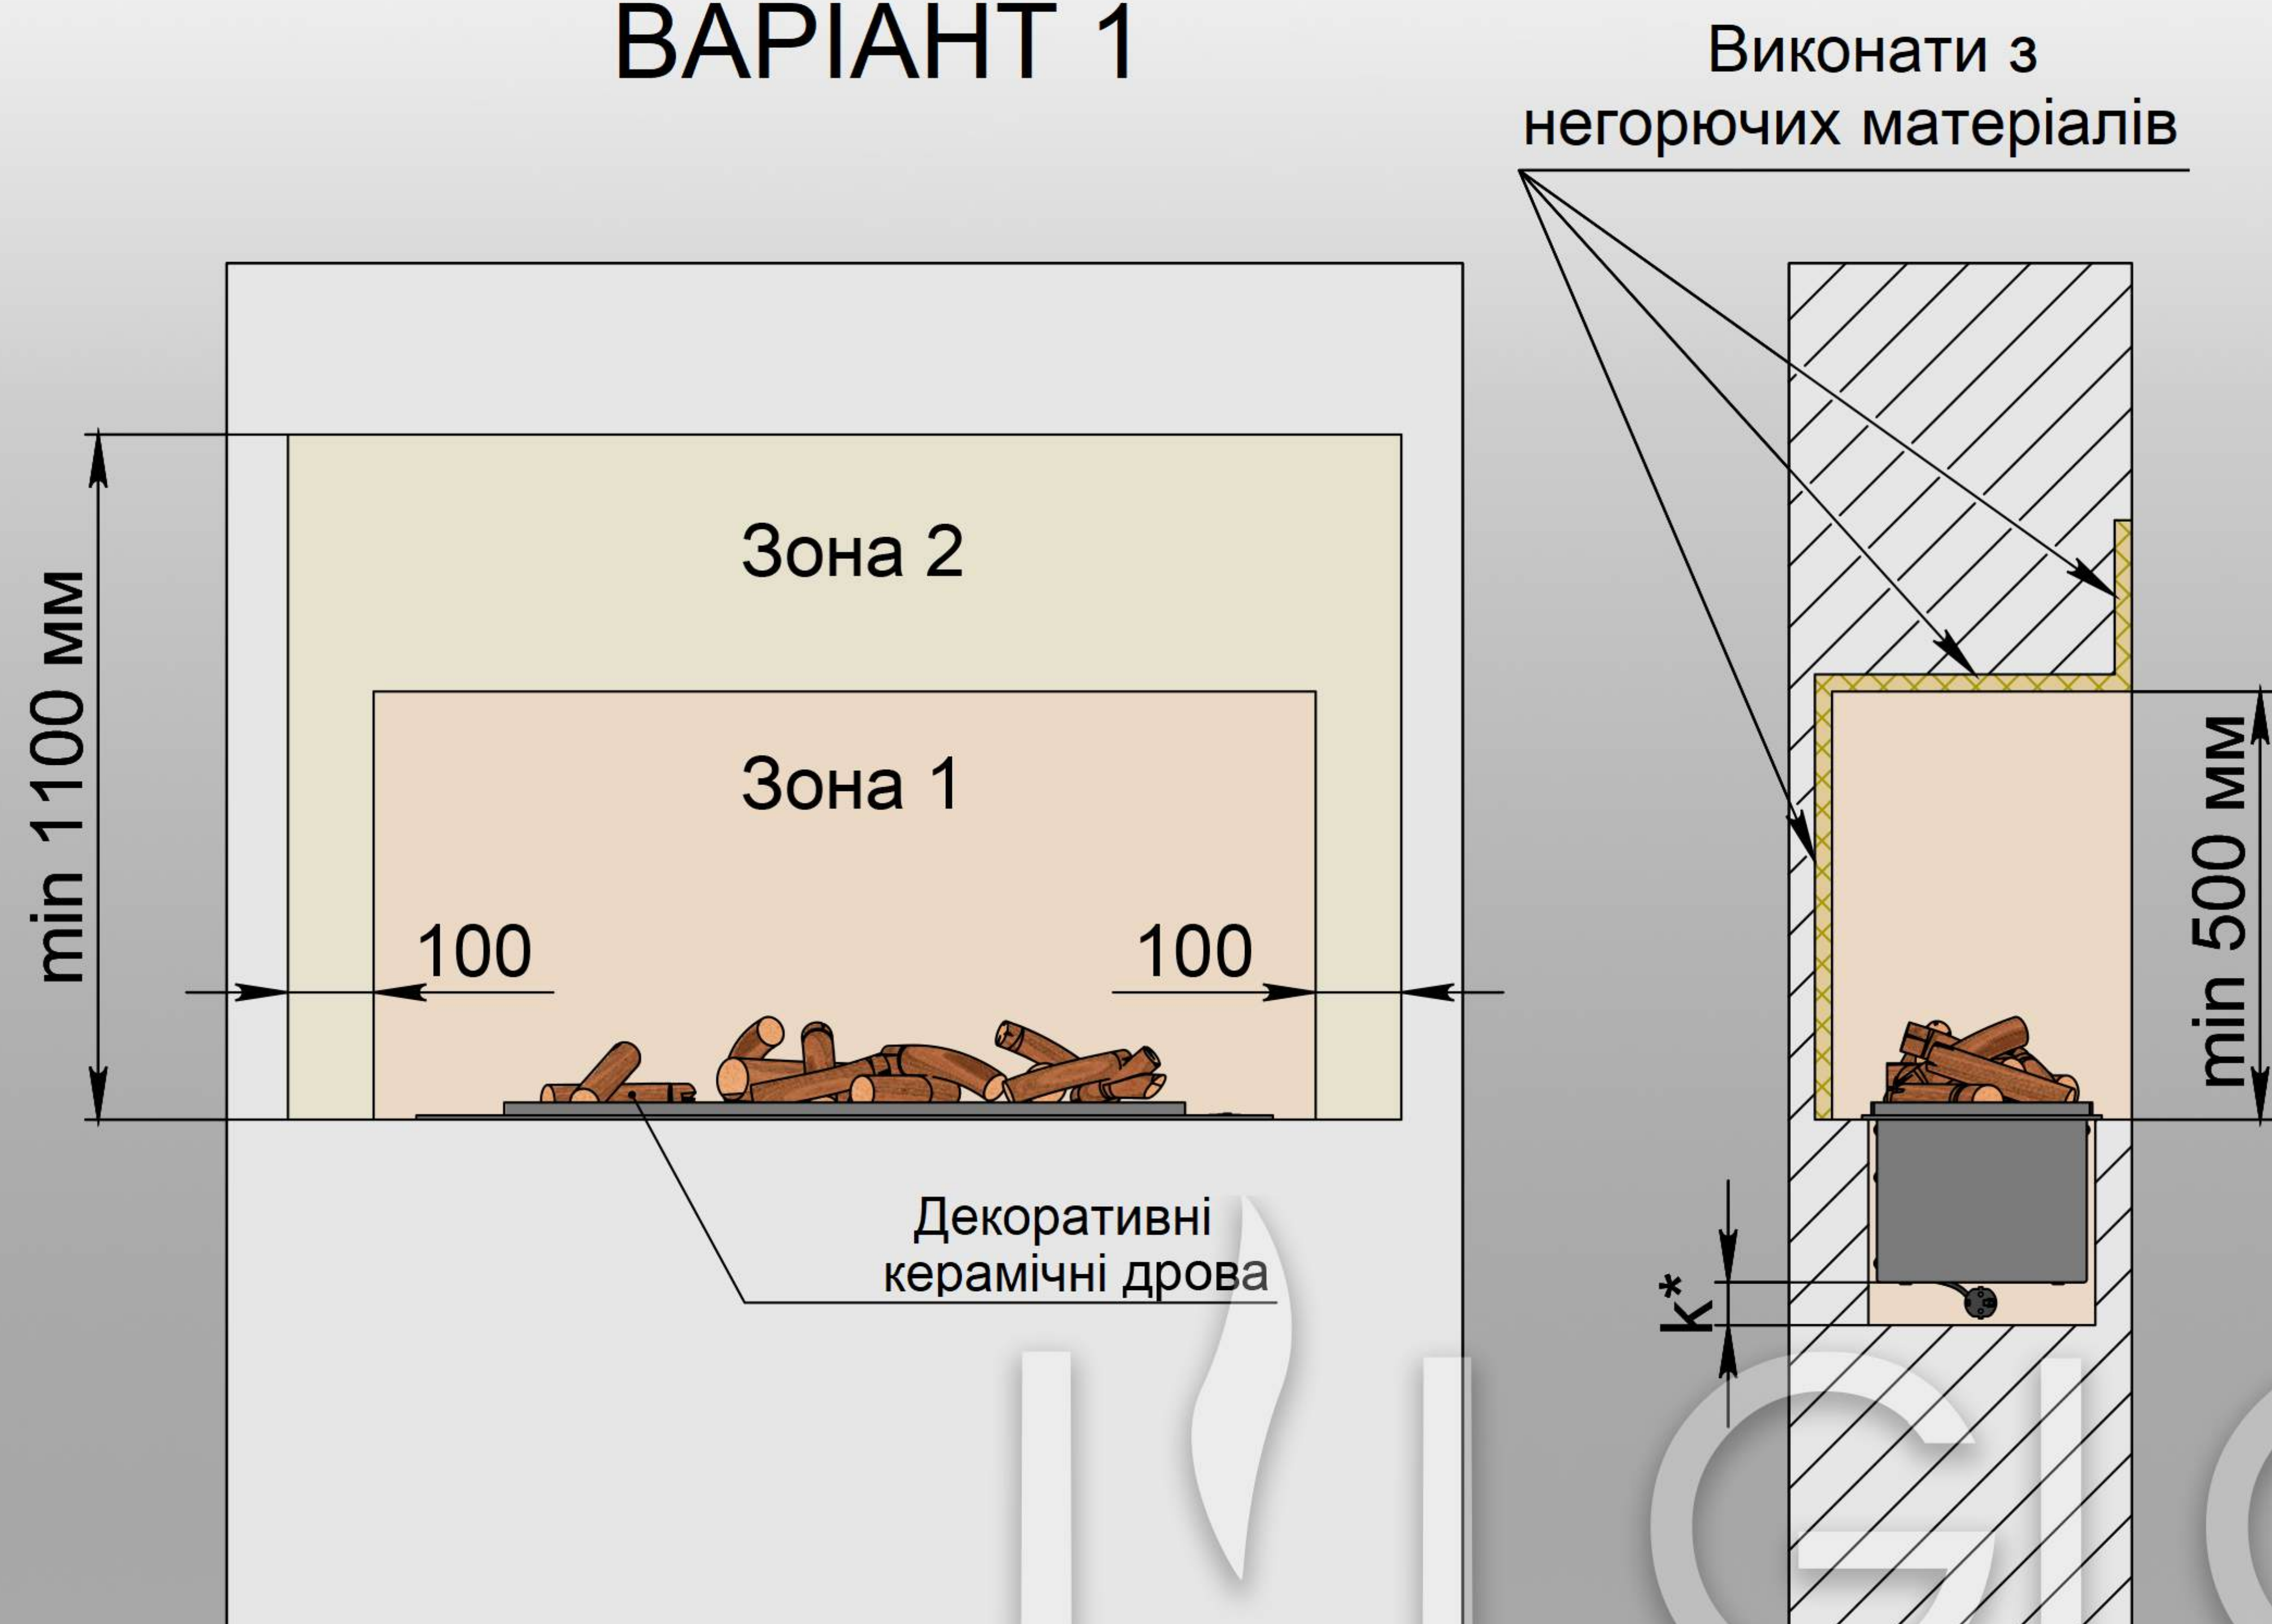 ВАРІАНТ 1
Виконати з
негорючих матеріалів
Зона 2
Зона 1
min 1100 мм
100
100
min 500 мм
Декоративні
керамічні дрова
k*